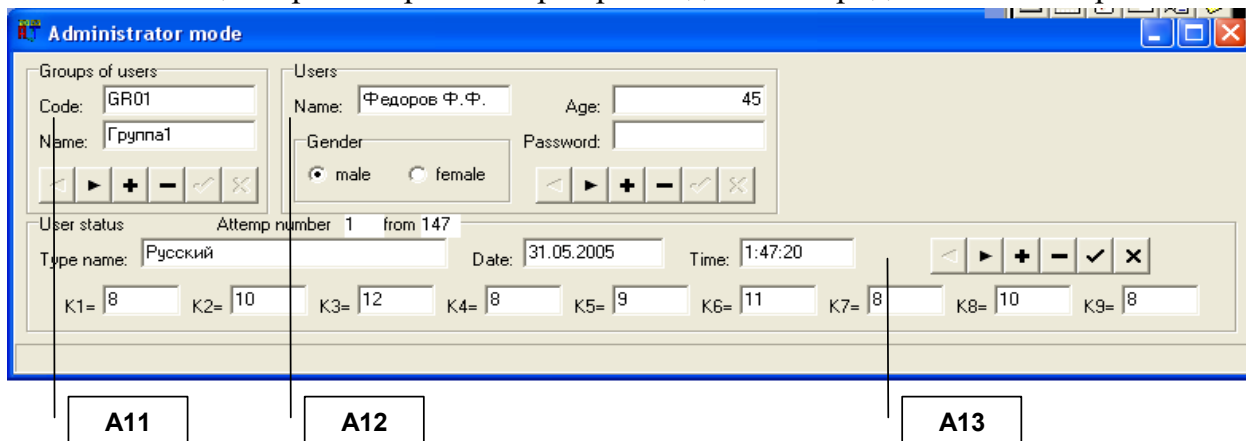 Administrator mode
Groups of users
Code: GR01
Name: Группа1
Users
Name: Федоров Ф.Ф. Age: 45
Gender
male female
Password:
User status Attemp number 1 from 147
Type name: Русский Date: 31.05.2005 Time: 1:47:20
K1= 8 K2= 10 K3= 12 K4= 8 K5= 9 K6= 11 K7= 8 K8= 10 K9= 8
A11 A12 A13